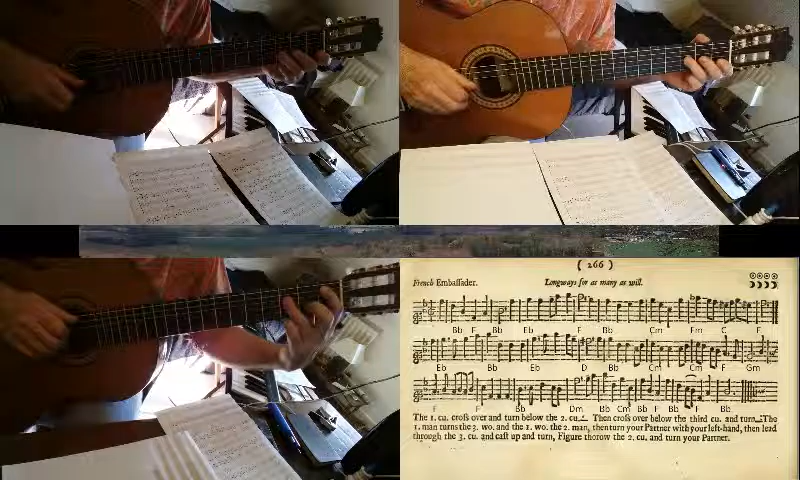 ( 266 )
French Embaſſader. Longways for as many as will.
Bb F Bb Eb F Bb Cm Fm C F
Eb Bb Eb D Bb Cm Cm F Gm
F F Bb Dm Bb Cm Bb F Bb F Bb
The 1. cu. croſs over and turn below the 2. cu. Then croſs over below the third cu. and turn. The
1. man turns the 3. wo. and the 1. wo. the 2. man, then turn your Partner with your left-hand, then lead
through the 3. cu. and caſt up and turn, Figure thorow the 2. cu. and turn your Partner.